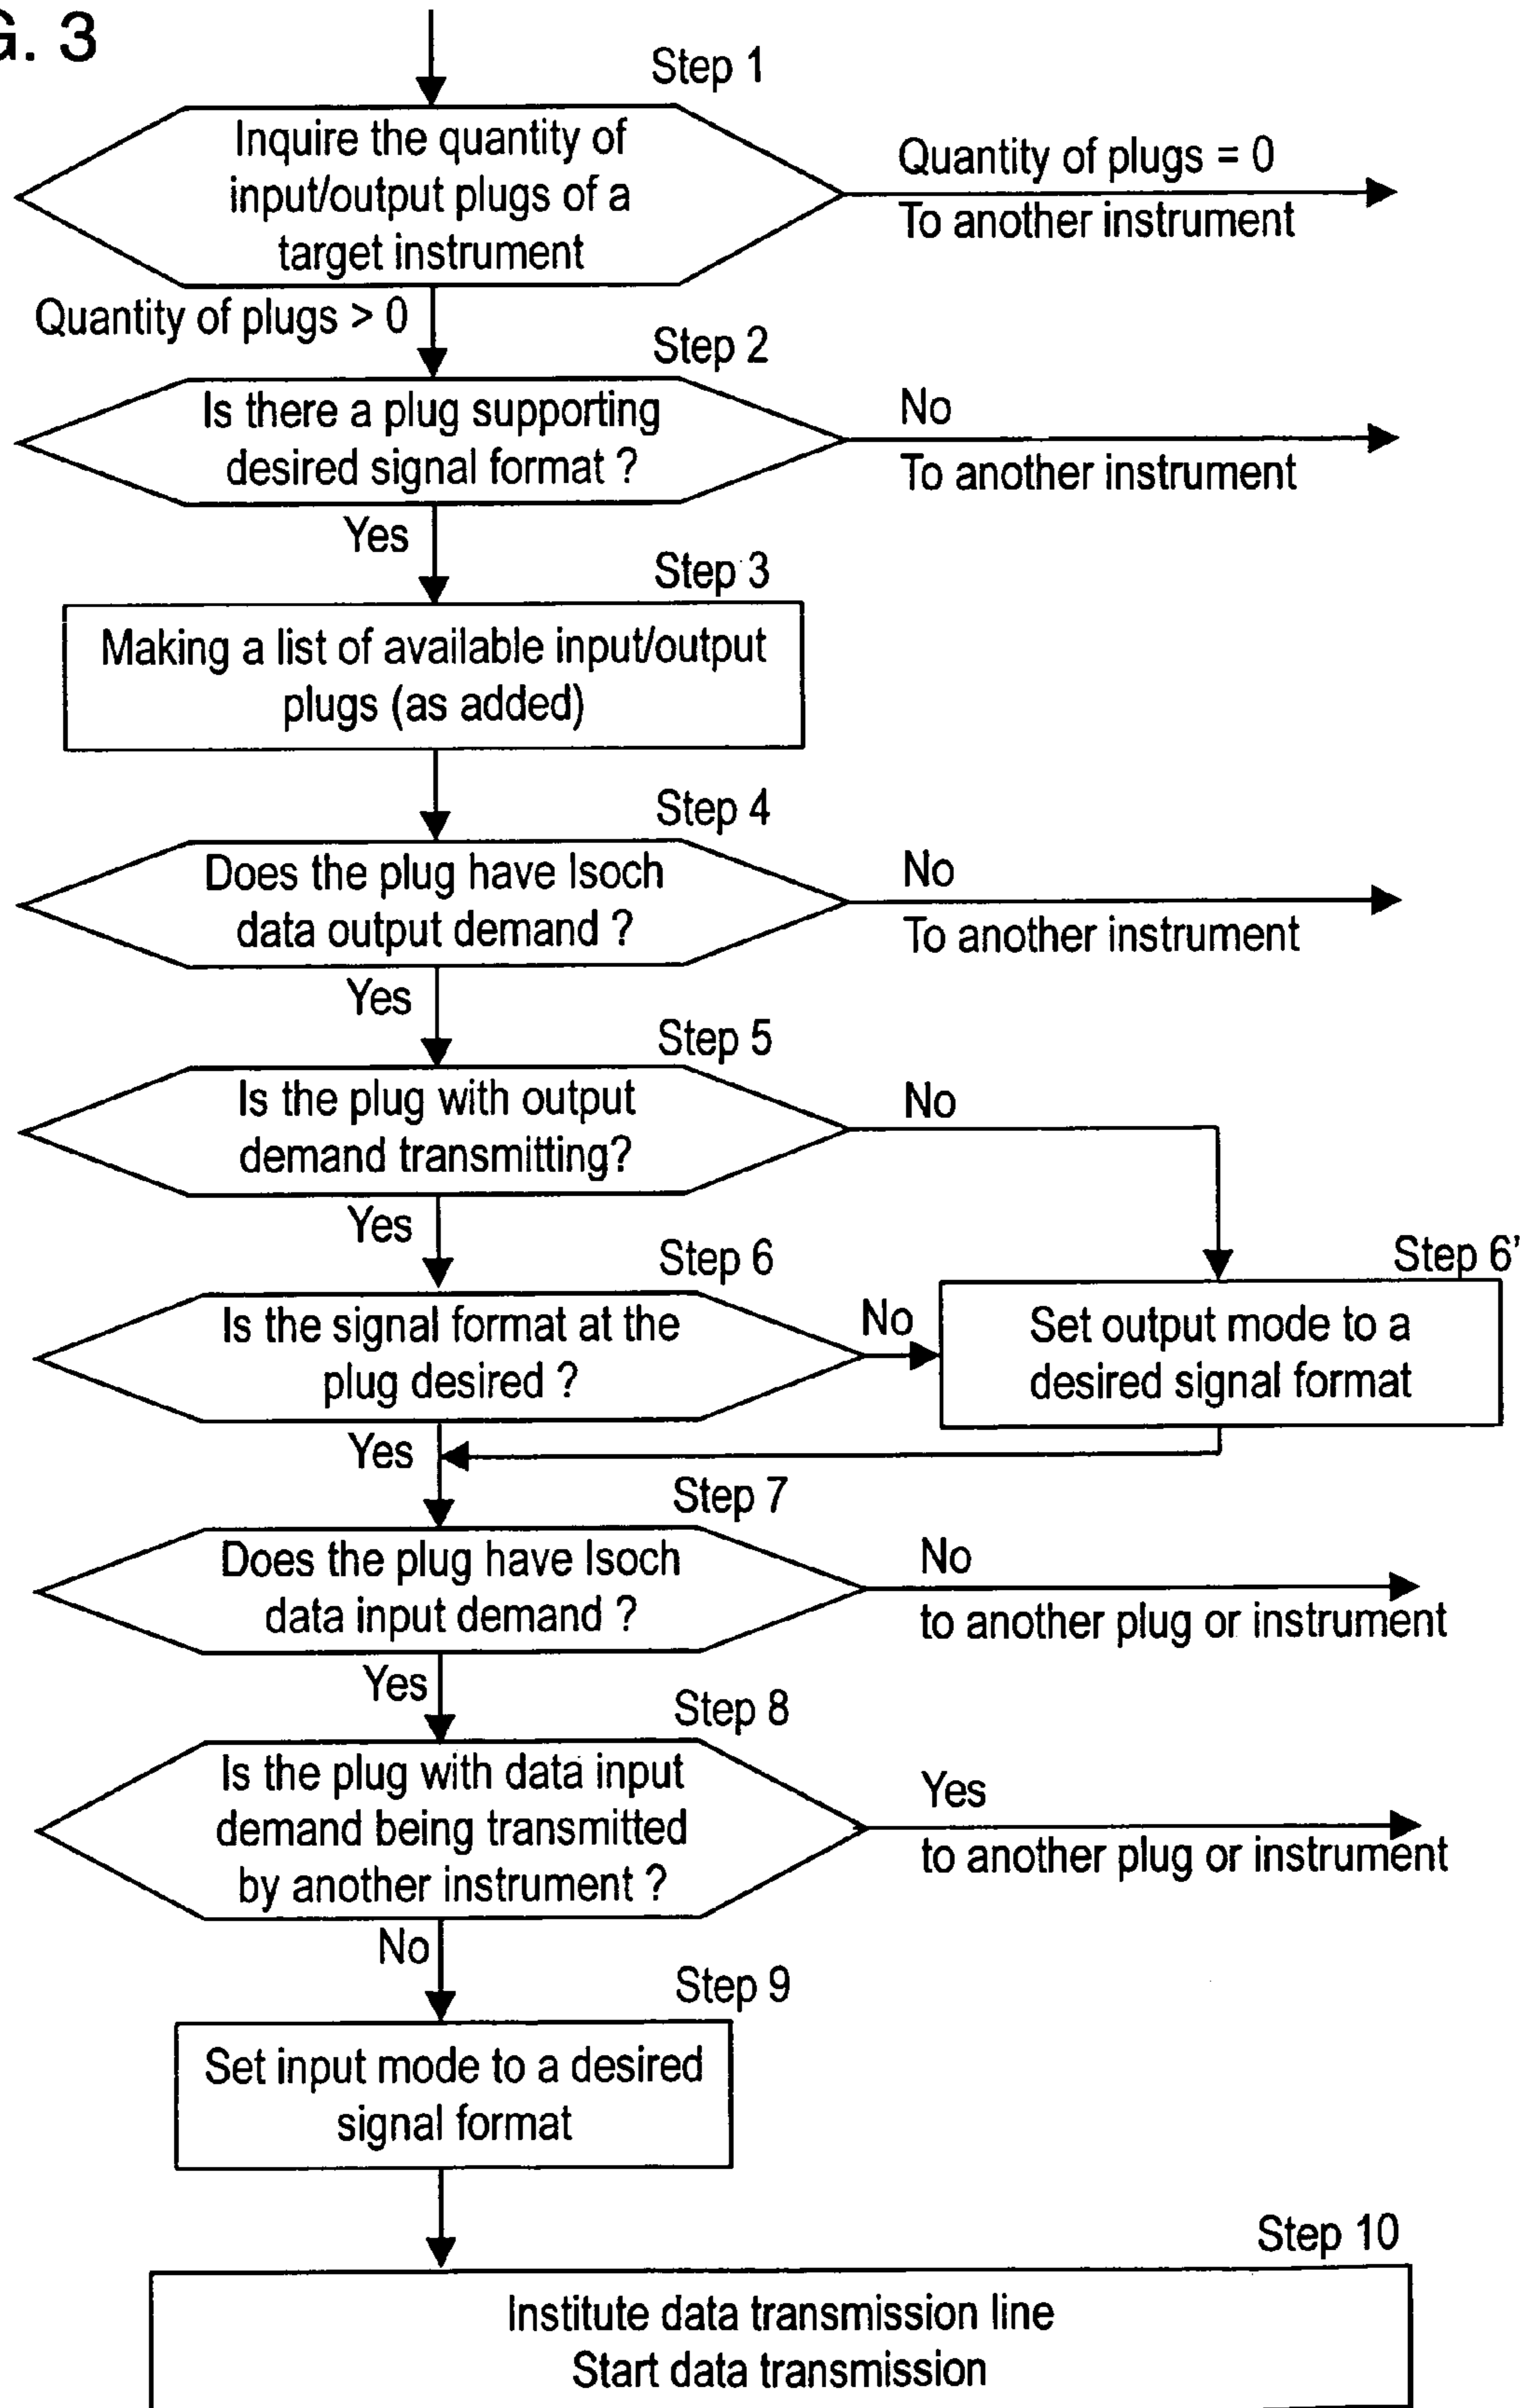 G. 3
Step 1
Inquire the quantity of
input/output plugs of a
target instrument
Quantity of plugs = 0
To another instrument
Quantity of plugs > 0
Step 2
Is there a plug supporting
desired signal format ?
No
To another instrument
Yes
Step 3
Making a list of available input/output
plugs (as added)
Step 4
Does the plug have Isoch
data output demand ?
No
To another instrument
Yes
Step 5
Is the plug with output
demand transmitting?
No
Yes
Step 6
Is the signal format at the
plug desired ?
No
Step 6'
Set output mode to a
desired signal format
Yes
Step 7
Does the plug have Isoch
data input demand ?
No
to another plug or instrument
Yes
Step 8
Is the plug with data input
demand being transmitted
by another instrument ?
Yes
to another plug or instrument
No
Step 9
Set input mode to a desired
signal format
Step 10
Institute data transmission line
Start data transmission